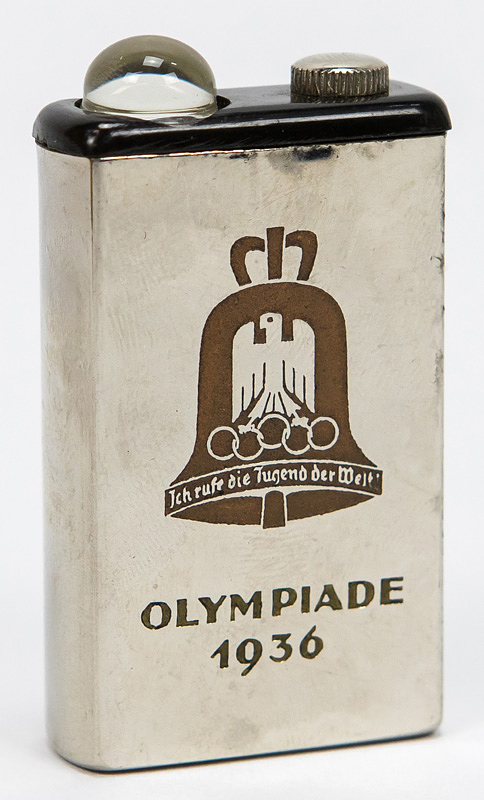 Ich rufe die Jugend der Welt!
OLYMPIADE
1936